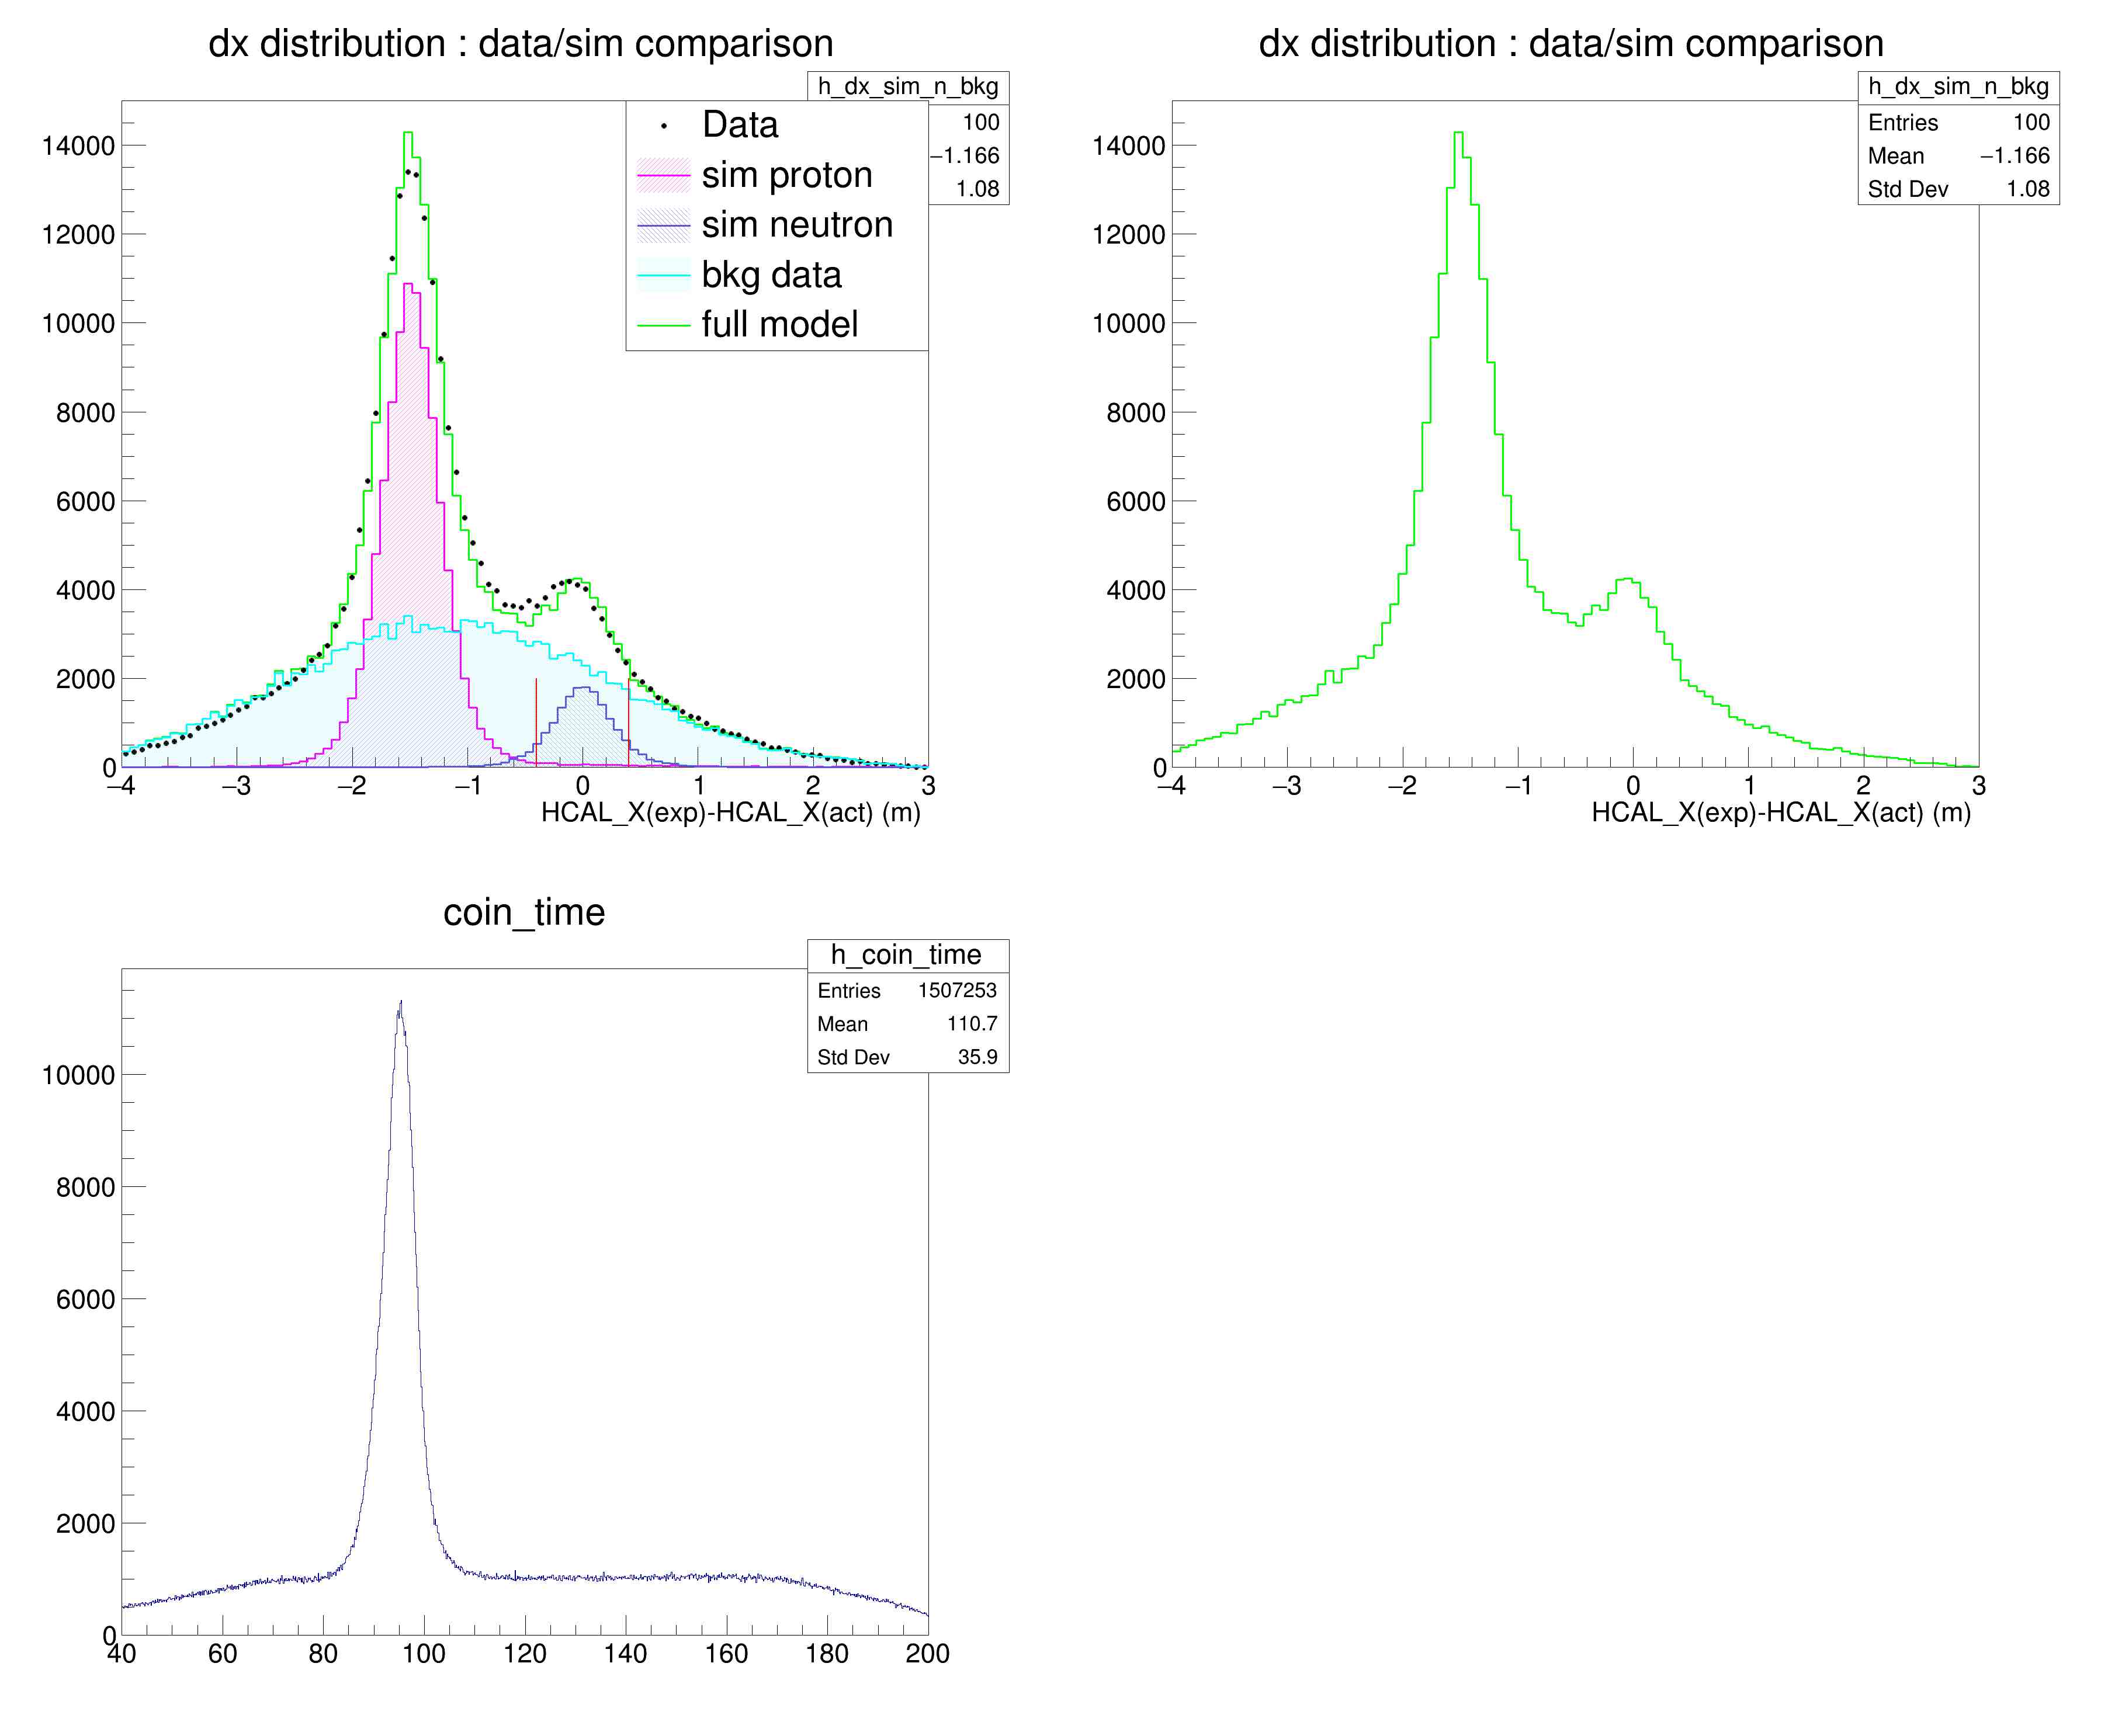 dx distribution : data/sim comparison
h_dx_sim_n_bkg
100
−1.166
1.08
Data
sim proton
sim neutron
bkg data
full model
14000
12000
10000
8000
6000
4000
2000
0
−4 −3 −2 −1 0 1 2 3
HCAL_X(exp)-HCAL_X(act) (m)
dx distribution : data/sim comparison
h_dx_sim_n_bkg
Entries 100
Mean −1.166
Std Dev 1.08
14000
12000
10000
8000
6000
4000
2000
0
−4 −3 −2 −1 0 1 2 3
HCAL_X(exp)-HCAL_X(act) (m)
coin_time
h_coin_time
Entries 1507253
Mean 110.7
Std Dev 35.9
10000
8000
6000
4000
2000
0
40 60 80 100 120 140 160 180 200